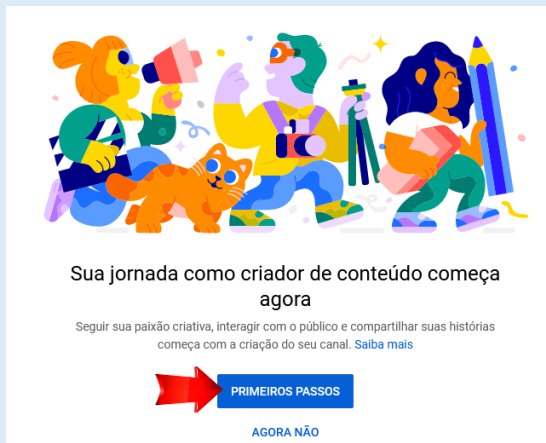 Sua jornada como criador de conteúdo começa
agora
Seguir sua paixão criativa, interagir com o público e compartilhar suas histórias
começa com a criação do seu canal. Saiba mais
PRIMEIROS PASSOS
AGORA NÃO